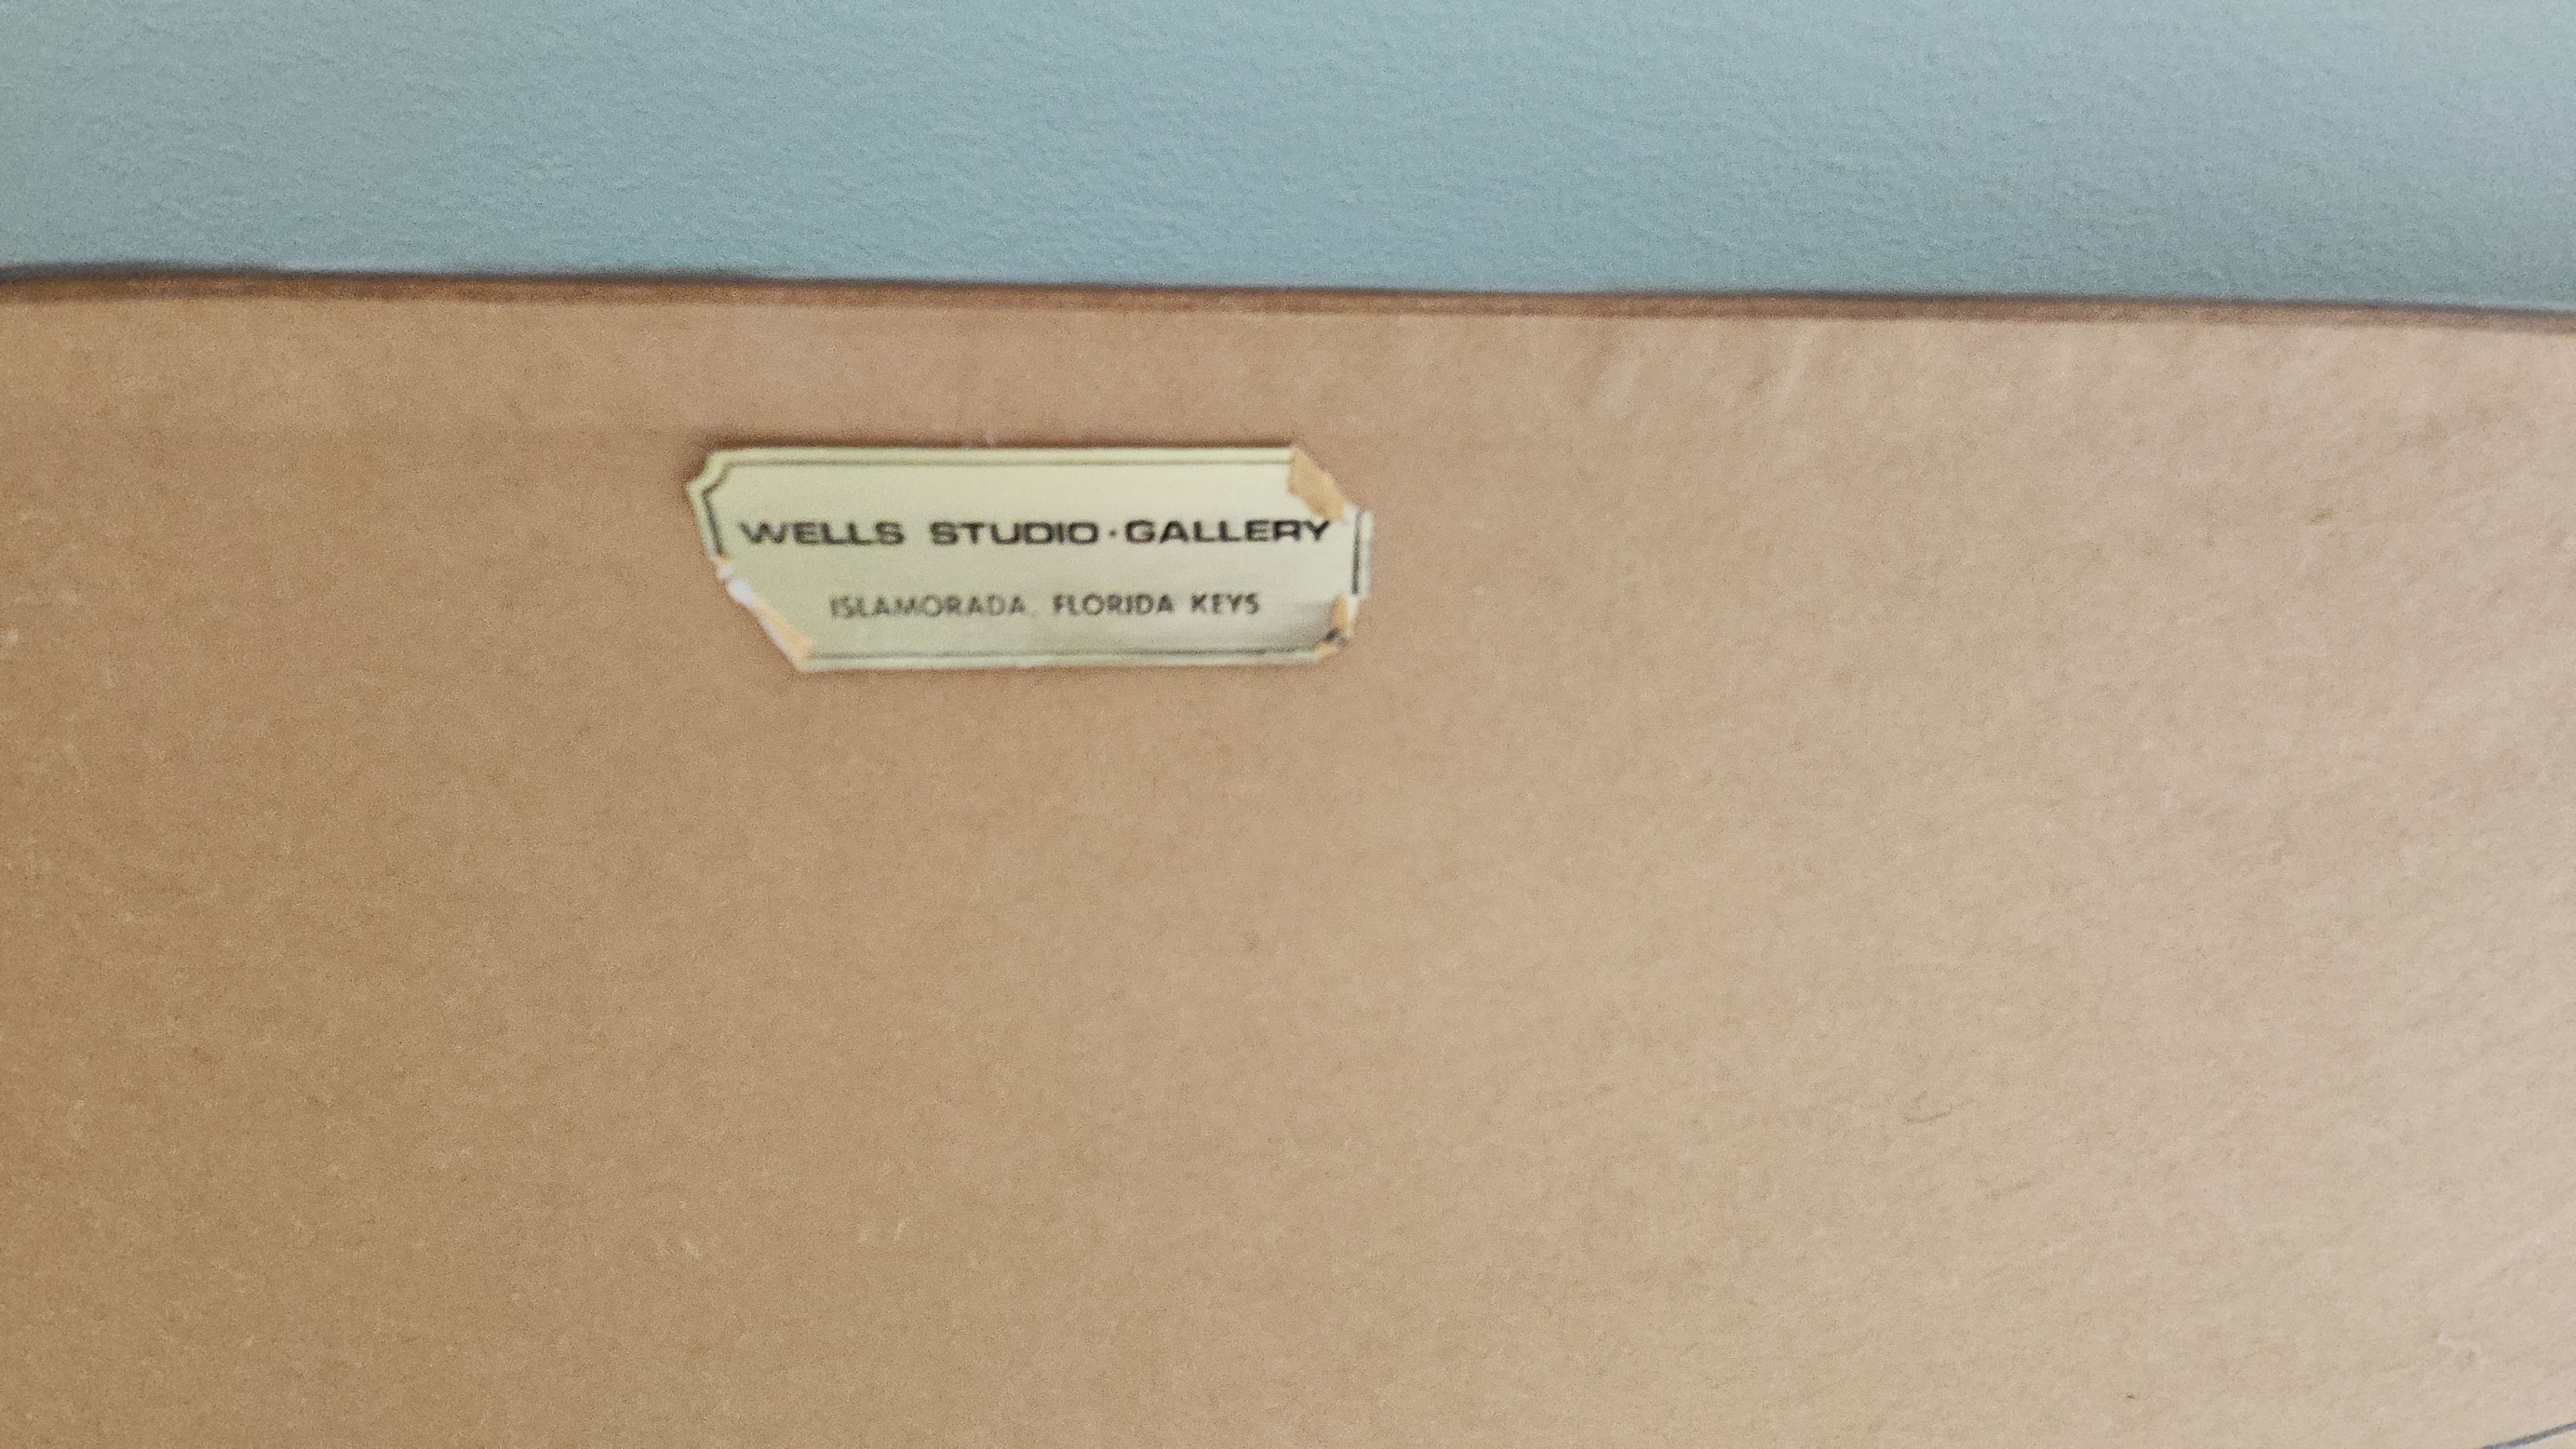 WELLS STUDIO·GALLERY
ISLAMORADA, FLORIDA KEYS